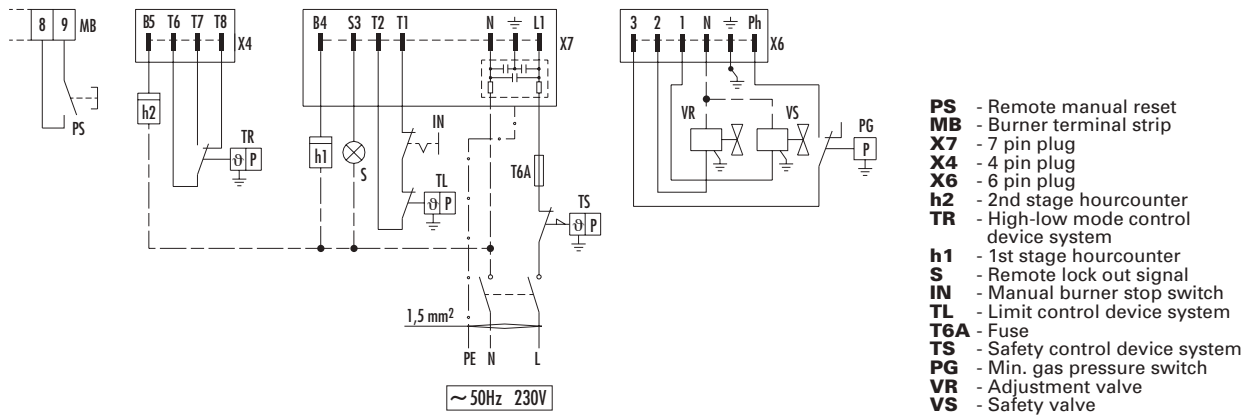 8 9 MB
PS
B5 T6 T7 T8
X4
h2
TR
ϑ P
B4 S3 T2 T1 N L1
X7
h1
S
IN
TL
ϑ P
T6A
TS
ϑ P
1,5 mm²
PE N L
~ 50Hz 230V
3 2 1 N Ph
X6
VR VS PG
P
PS - Remote manual reset
MB - Burner terminal strip
X7 - 7 pin plug
X4 - 4 pin plug
X6 - 6 pin plug
h2 - 2nd stage hourcounter
TR - High-low mode control
device system
h1 - 1st stage hourcounter
S - Remote lock out signal
IN - Manual burner stop switch
TL - Limit control device system
T6A - Fuse
TS - Safety control device system
PG - Min. gas pressure switch
VR - Adjustment valve
VS - Safety valve